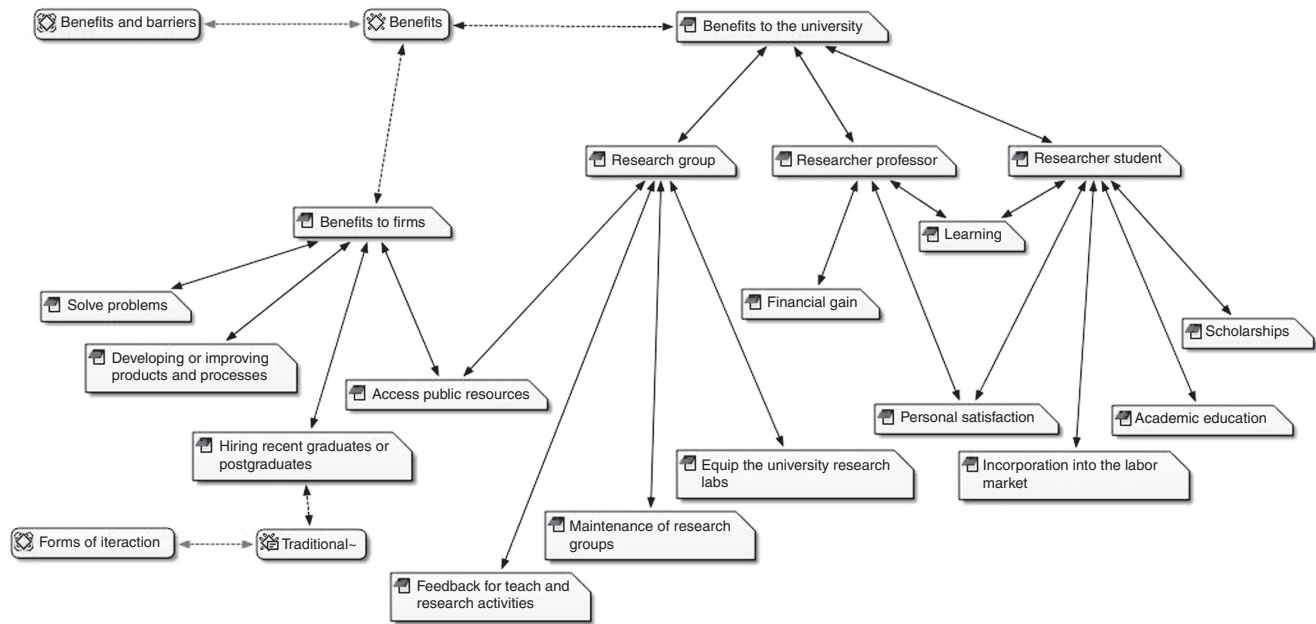 Benefits and barriers
Benefits
Benefits to the university
Research group
Researcher professor
Researcher student
Benefits to firms
Learning
Solve problems
Financial gain
Scholarships
Developing or improving
products and processes
Access public resources
Personal satisfaction
Academic education
Hiring recent graduates or
postgraduates
Equip the university research
labs
Incorporation into the labor
market
Maintenance of research
groups
Forms of iteraction
Traditional~
Feedback for teach and
research activities